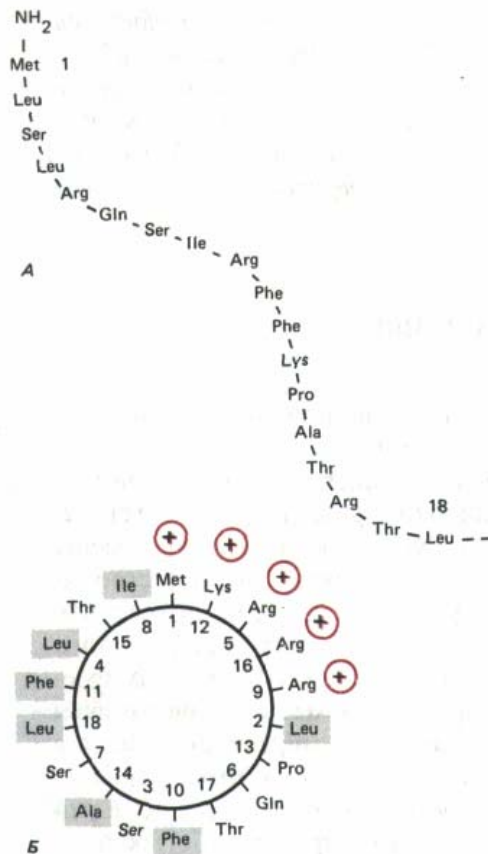 NH2
Met 1
Leu
Ser
Leu
Arg
Gln
Ser
Ile
Arg
Phe
Phe
Lys
Pro
Ala
Thr
Arg
Thr
Leu 18
А
+
+
+
+
+
Met 1
Lys 12
Arg 5
Arg 16
Arg 9
Leu 2
Pro 13
Gln 6
Thr 17
Phe 10
Ser 3
Ala 14
Ser 7
Leu 18
Phe 11
Leu 4
Thr 15
Ile 8
Б